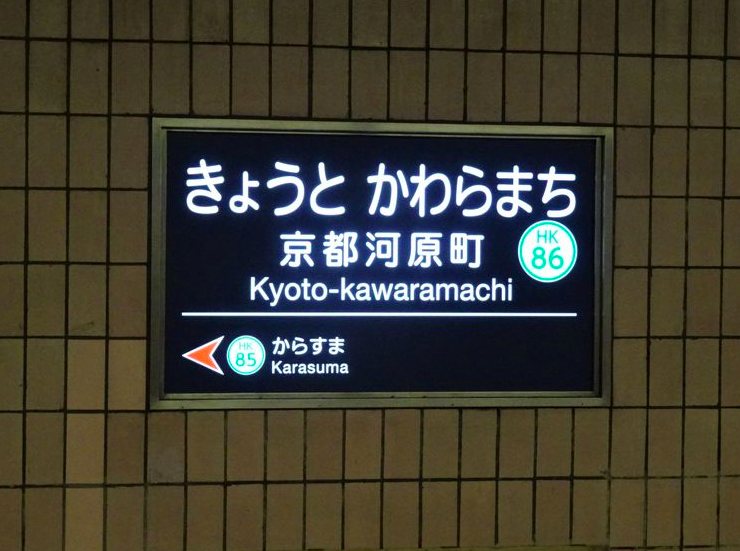 きょうと かわらまち
京都河原町
HK
86
Kyoto-kawaramachi
HK
85
からすま
Karasuma